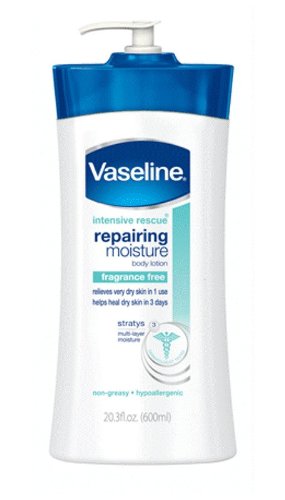 Vaseline®
intensive rescue®
repairing
moisture
body lotion
fragrance free
relieves very dry skin in 1 use
helps heal dry skin in 3 days
stratys 3
multi-layer
moisture
non-greasy • hypoallergenic
20.3fl.oz. (600ml)